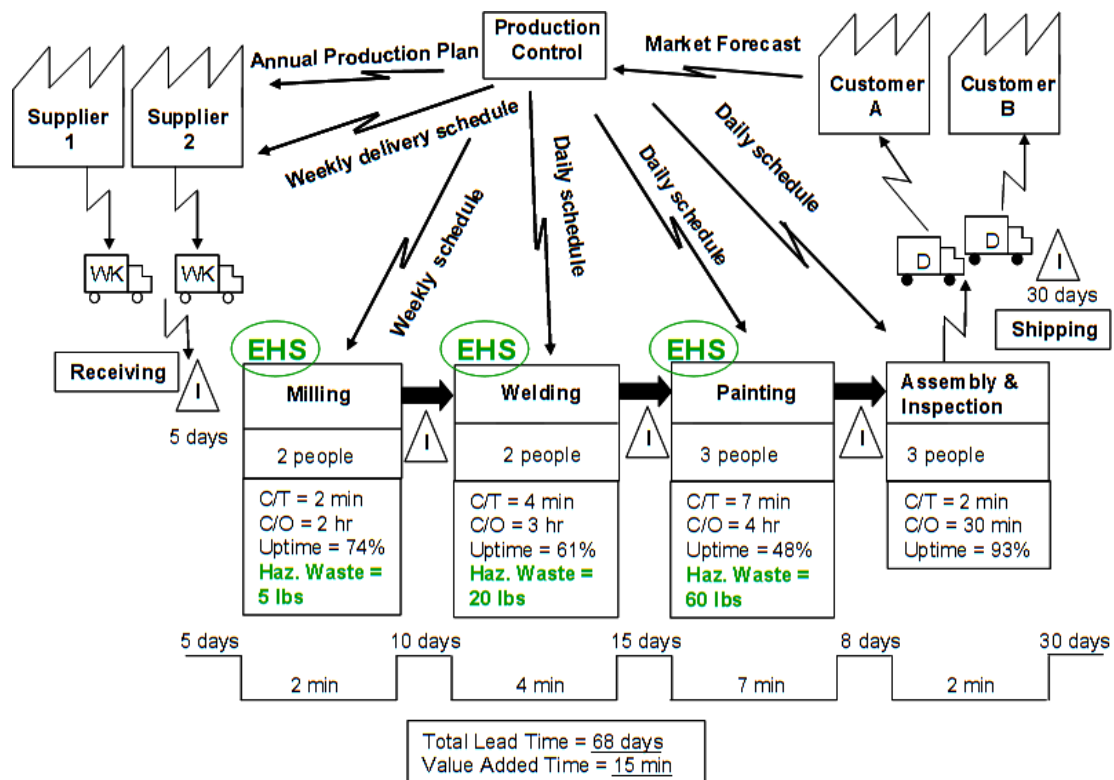 Production
Control
Annual Production Plan
Market Forecast
Supplier
1
Supplier
2
Customer
A
Customer
B
Weekly delivery schedule
Weekly schedule
Daily schedule
Daily schedule
Daily schedule
WK
WK
D
D
I
30 days
Shipping
Receiving
I
5 days
EHS
Milling
2 people
C/T = 2 min
C/O = 2 hr
Uptime = 74%
Haz. Waste =
5 lbs
I
EHS
Welding
2 people
C/T = 4 min
C/O = 3 hr
Uptime = 61%
Haz. Waste =
20 lbs
I
EHS
Painting
3 people
C/T = 7 min
C/O = 4 hr
Uptime = 48%
Haz. Waste =
60 lbs
I
Assembly &
Inspection
3 people
C/T = 2 min
C/O = 30 min
Uptime = 93%
5 days
10 days
15 days
8 days
30 days
2 min
4 min
7 min
2 min
Total Lead Time = 68 days
Value Added Time = 15 min